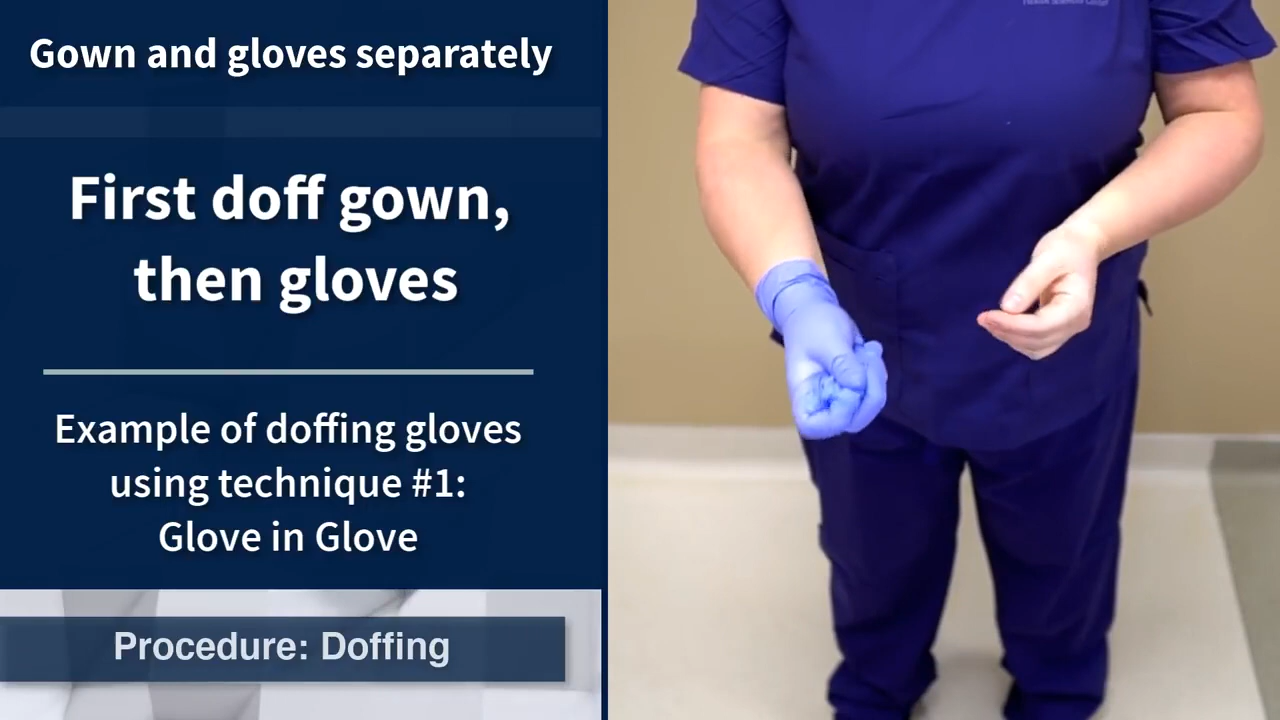 Gown and gloves separately
First doff gown,
then gloves
Example of doffing gloves
using technique #1:
Glove in Glove
Procedure: Doffing